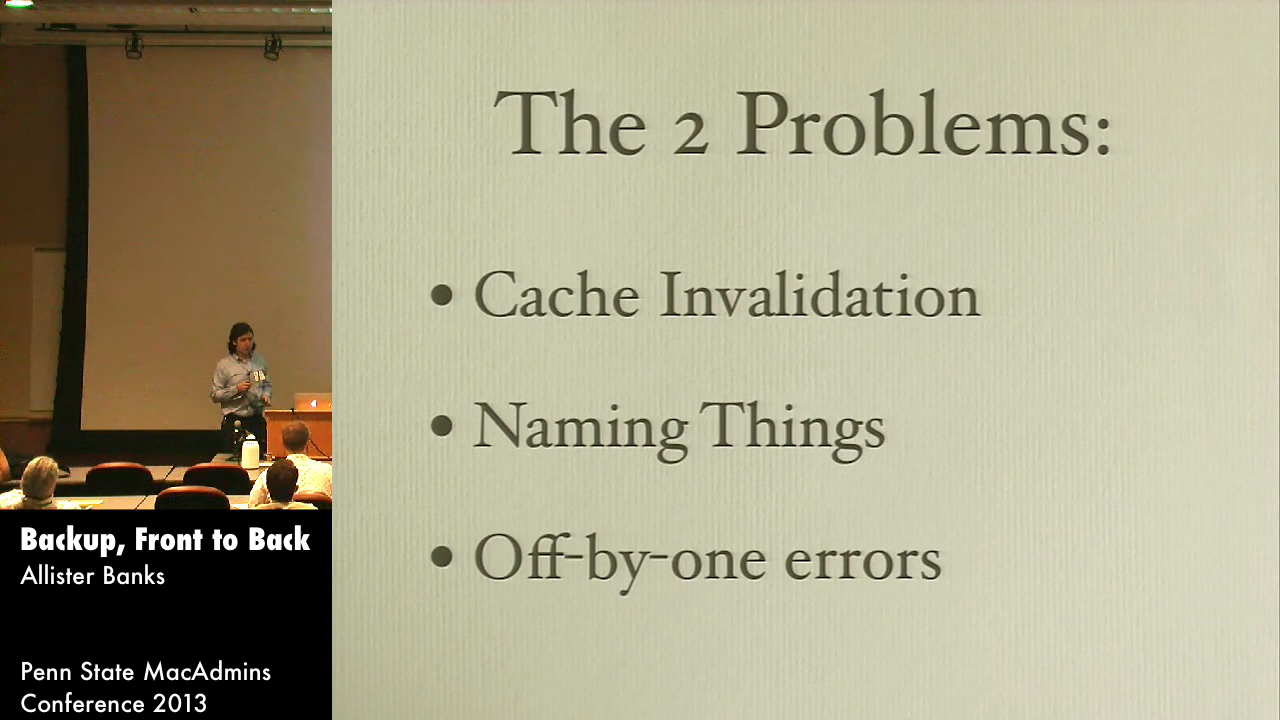 The 2 Problems:
• Cache Invalidation
• Naming Things
• Off-by-one errors
Backup, Front to Back
Allister Banks
Penn State MacAdmins
Conference 2013